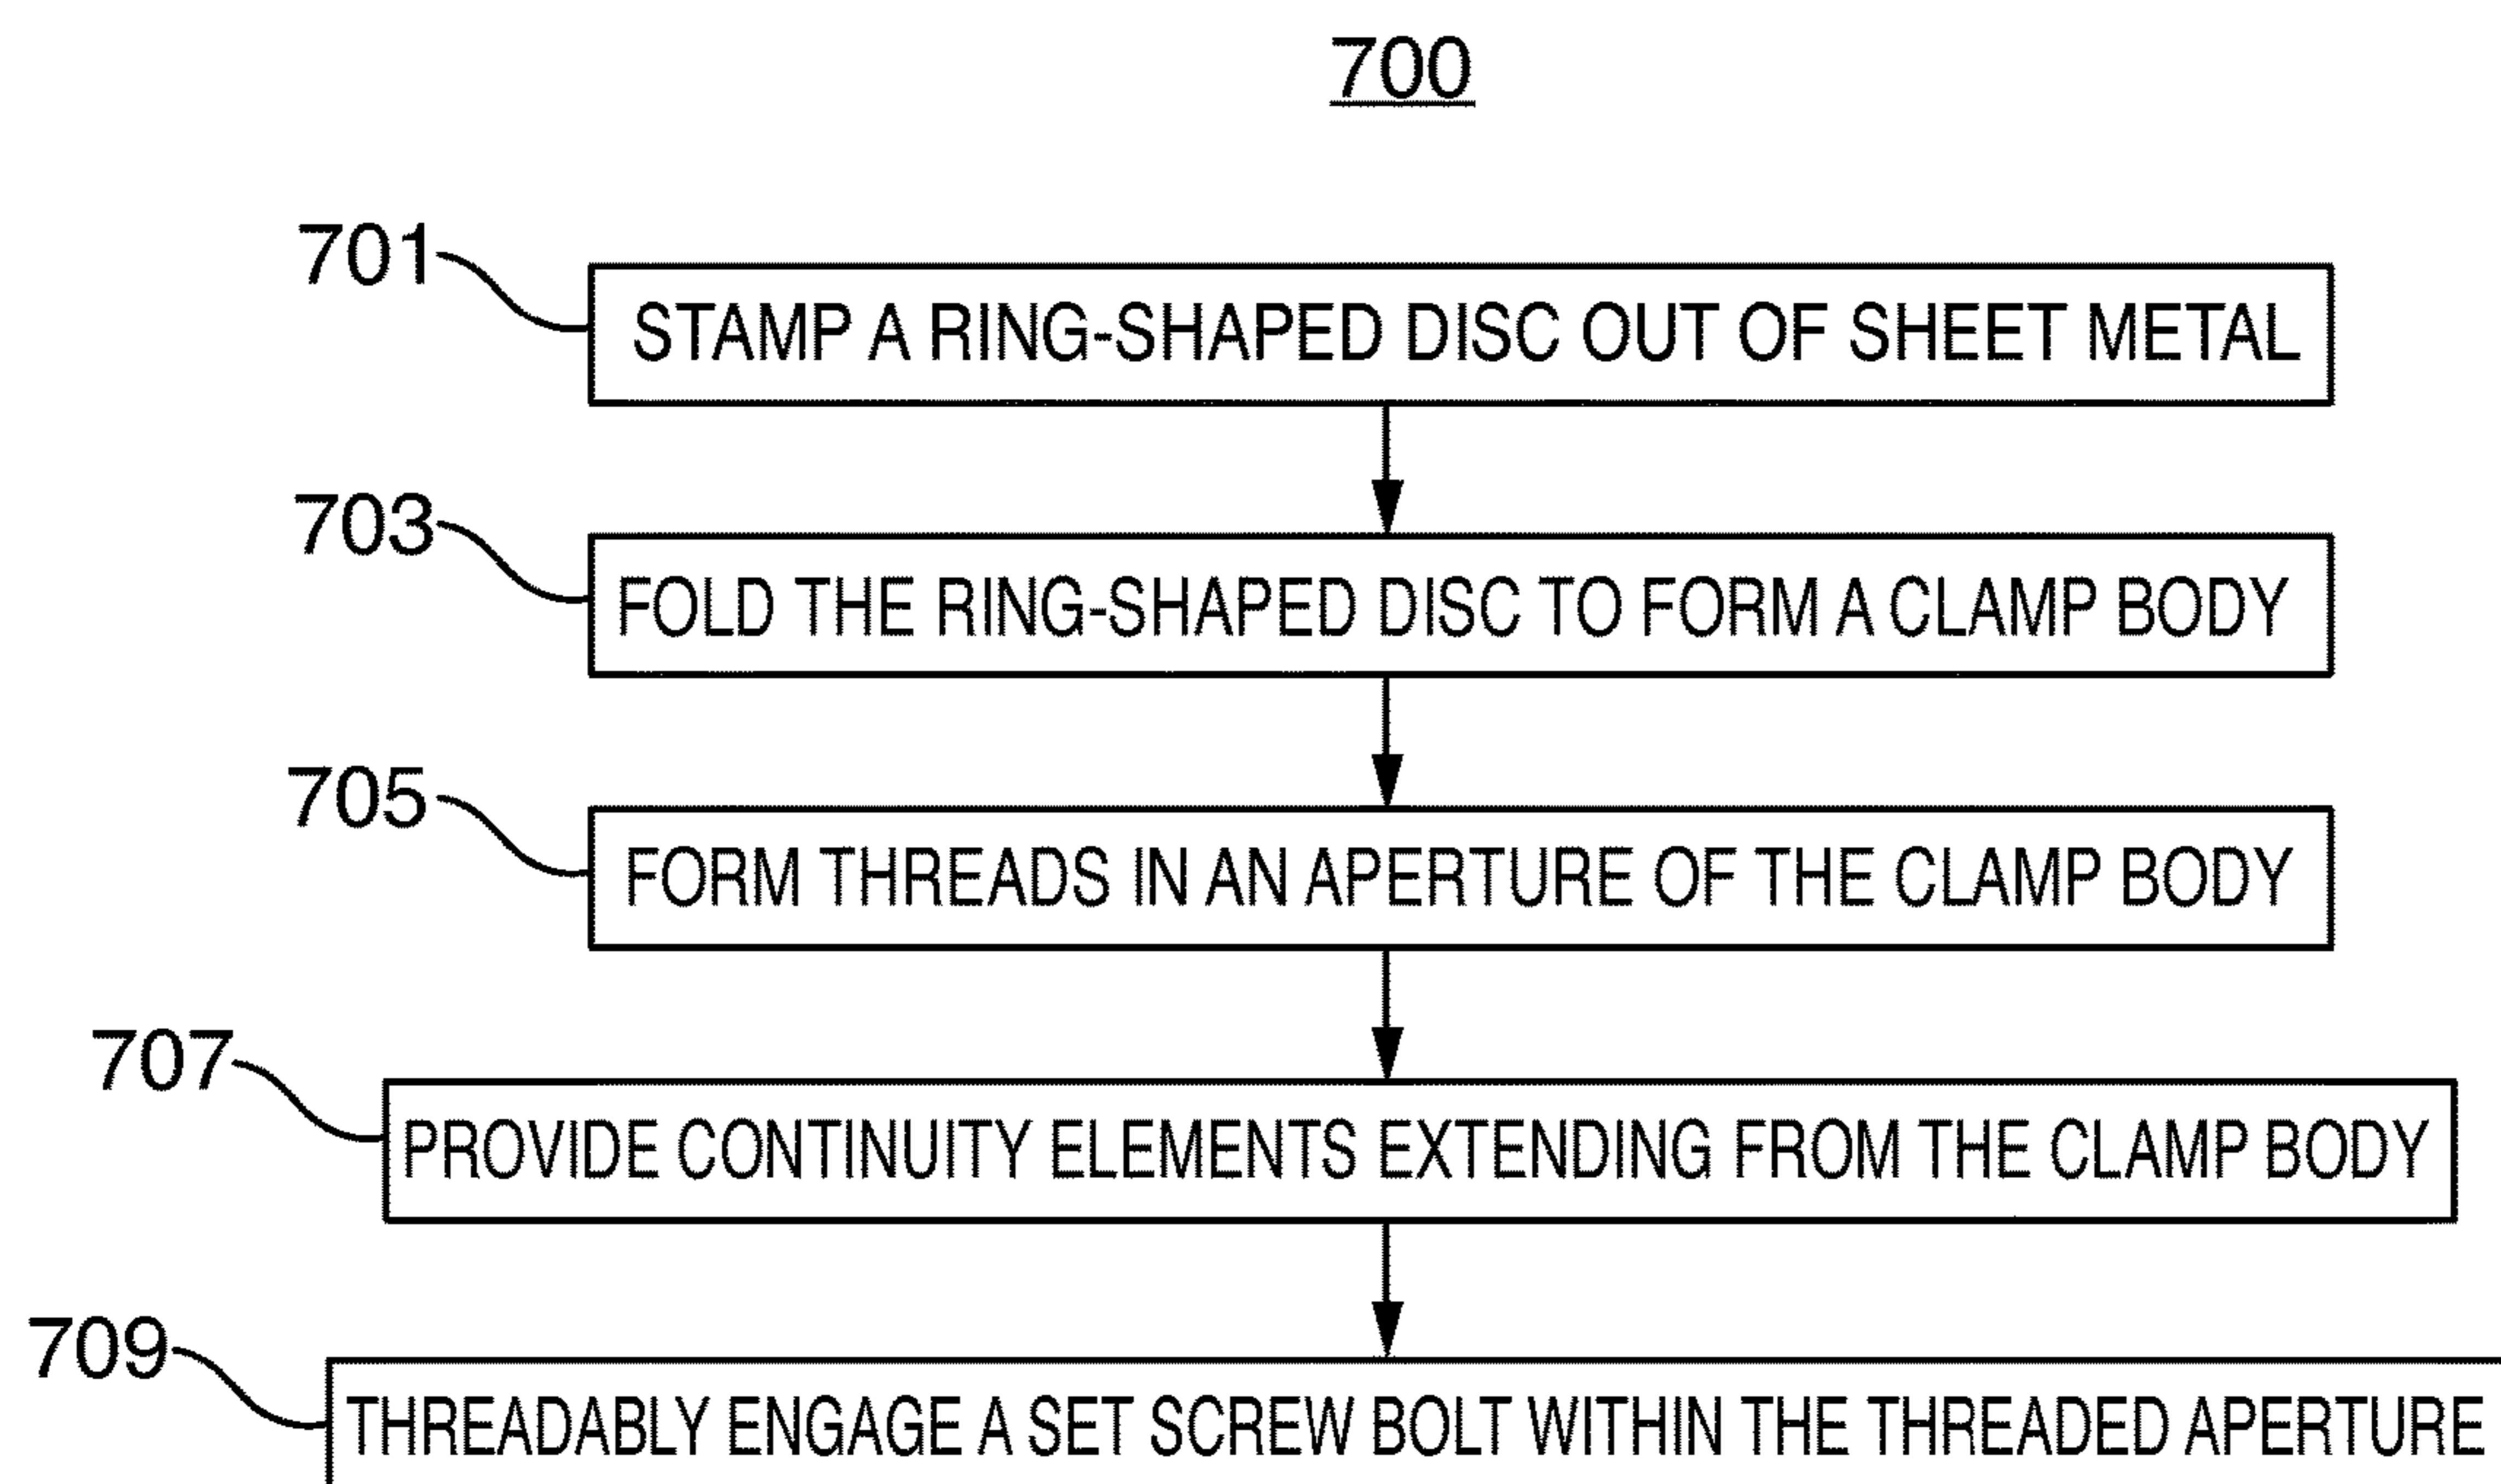 700
701
STAMP A RING-SHAPED DISC OUT OF SHEET METAL
703
FOLD THE RING-SHAPED DISC TO FORM A CLAMP BODY
705
FORM THREADS IN AN APERTURE OF THE CLAMP BODY
707
PROVIDE CONTINUITY ELEMENTS EXTENDING FROM THE CLAMP BODY
709
THREADABLY ENGAGE A SET SCREW BOLT WITHIN THE THREADED APERTURE